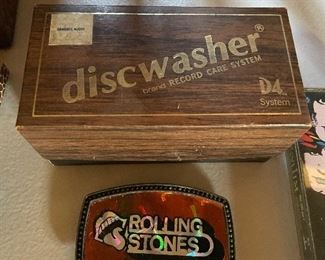 discwasher®
brand RECORD CARE SYSTEM
D4
System
ROLLING
STONES